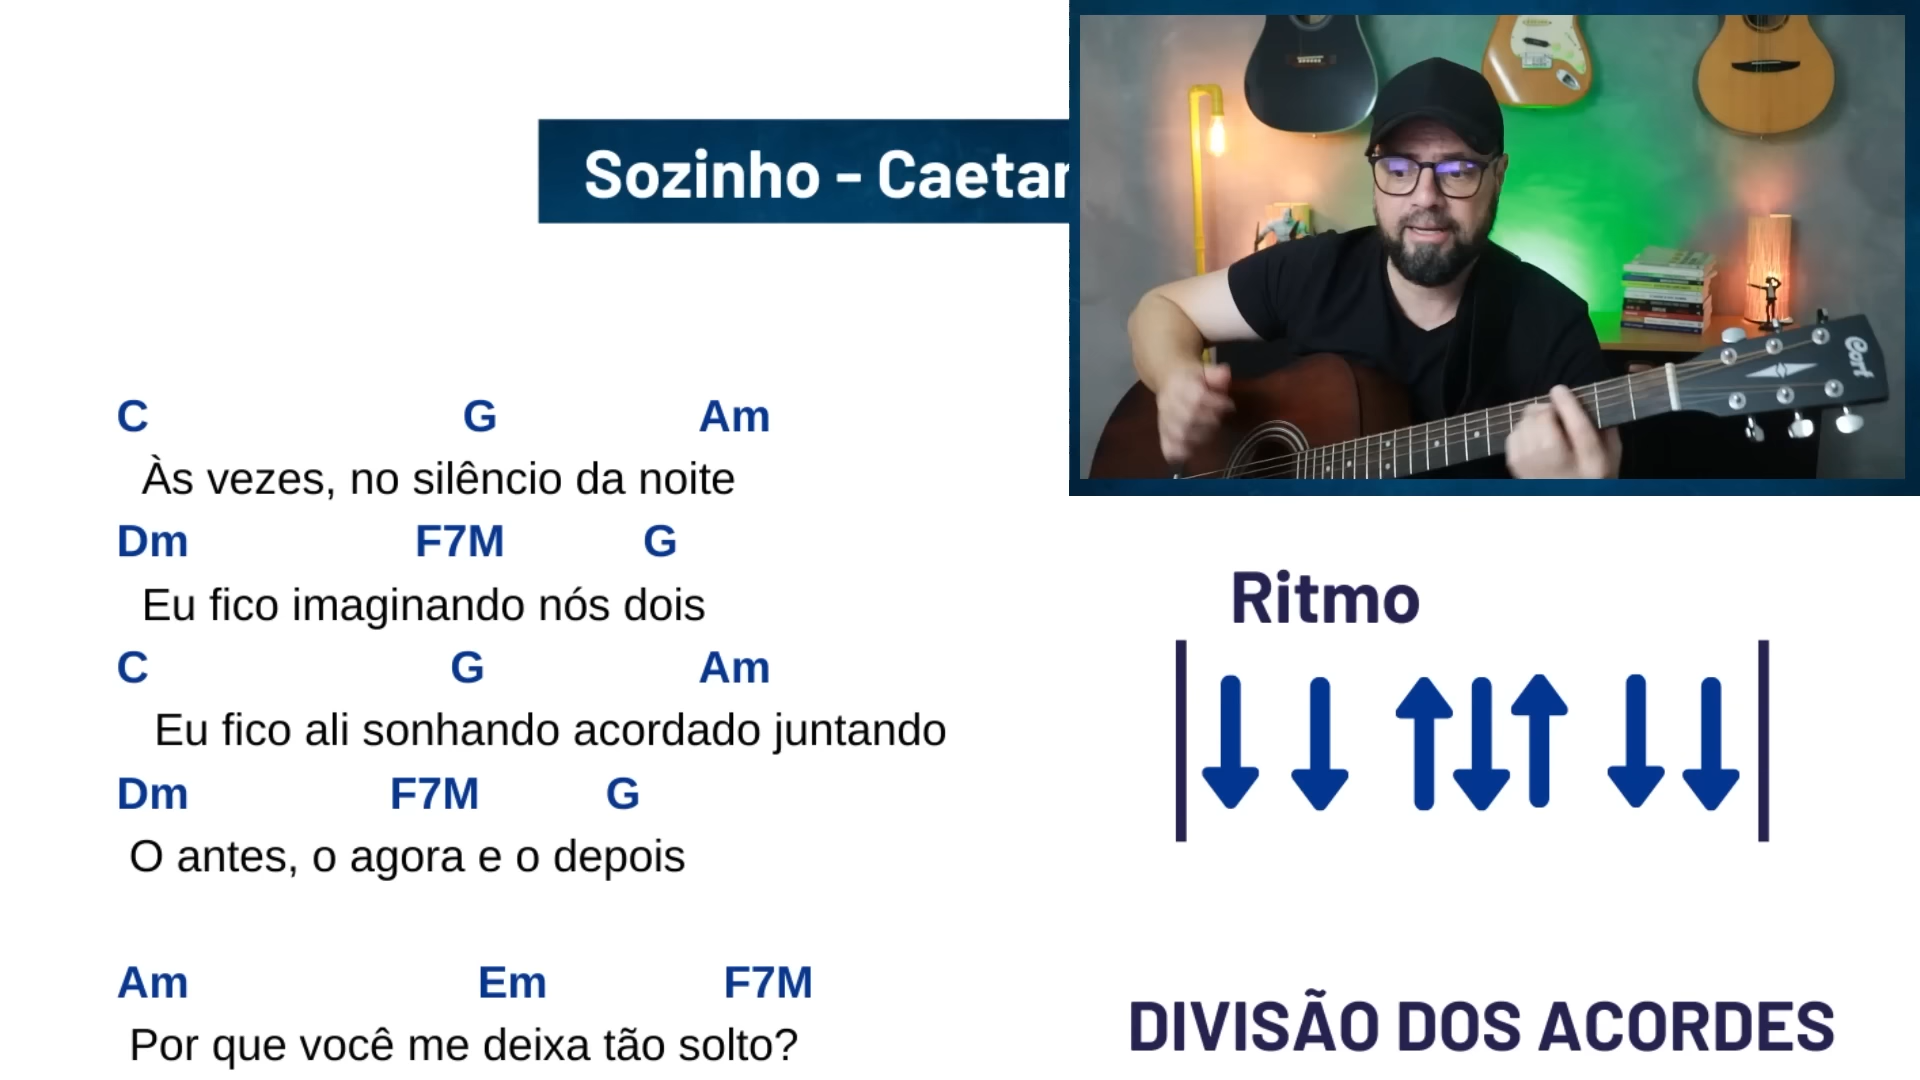 Sozinho - Caetan
C G Am
Às vezes, no silêncio da noite
Dm F7M G
Eu fico imaginando nós dois
C G Am
Eu fico ali sonhando acordado juntando
Dm F7M G
O antes, o agora e o depois
Am Em F7M
Por que você me deixa tão solto?
Cort
Ritmo
DIVISÃO DOS ACORDES